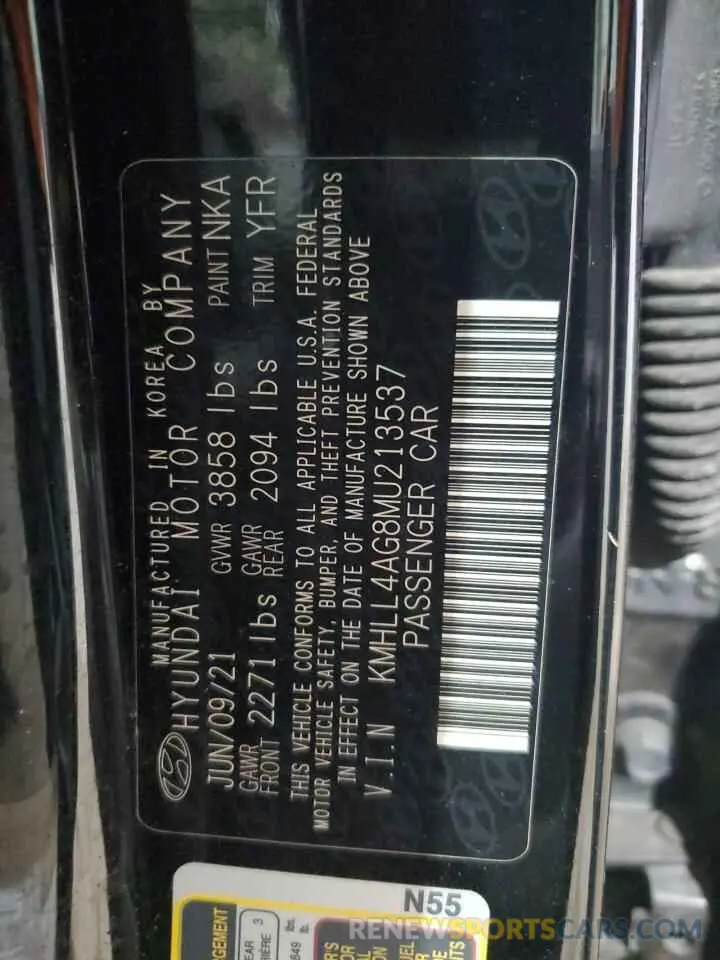 MANUFACTURED IN KOREA BY
HYUNDAI MOTOR COMPANY
JUN/09/21 GVWR 3858 lbs PAINT NKA
GAWR FRONT 2271 lbs GAWR REAR 2094 lbs TRIM YFR
THIS VEHICLE CONFORMS TO ALL APPLICABLE U.S.A. FEDERAL
MOTOR VEHICLE SAFETY, BUMPER, AND THEFT PREVENTION STANDARDS
IN EFFECT ON THE DATE OF MANUFACTURE SHOWN ABOVE
V.I.N KMHLL4AG8MU213537
PASSENGER CAR
N55
RENEWSPORTSCARS.COM